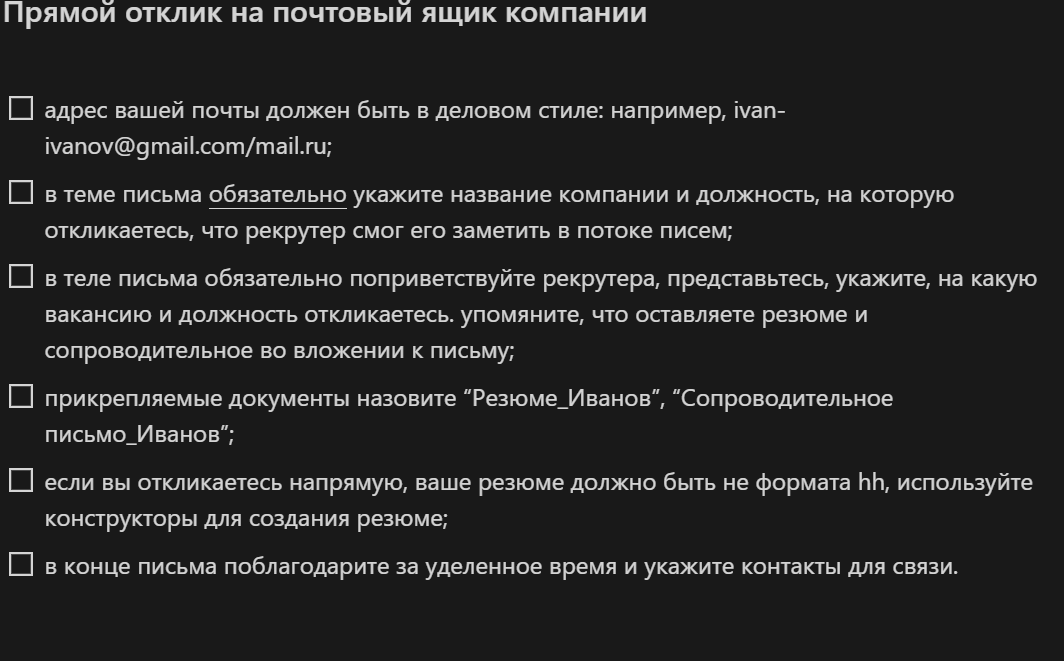 Прямой отклик на почтовый ящик компании
адрес вашей почты должен быть в деловом стиле: например, ivan-
ivanov@gmail.com/mail.ru;
в теме письма обязательно укажите название компании и должность, на которую
откликаетесь, что рекрутер смог его заметить в потоке писем;
в теле письма обязательно поприветствуйте рекрутера, представьтесь, укажите, на какую
вакансию и должность откликаетесь. упомяните, что оставляете резюме и
сопроводительное во вложении к письму;
прикрепляемые документы назовите “Резюме_Иванов”, “Сопроводительное
письмо_Иванов”;
если вы откликаетесь напрямую, ваше резюме должно быть не формата hh, используйте
конструкторы для создания резюме;
в конце письма поблагодарите за уделенное время и укажите контакты для связи.